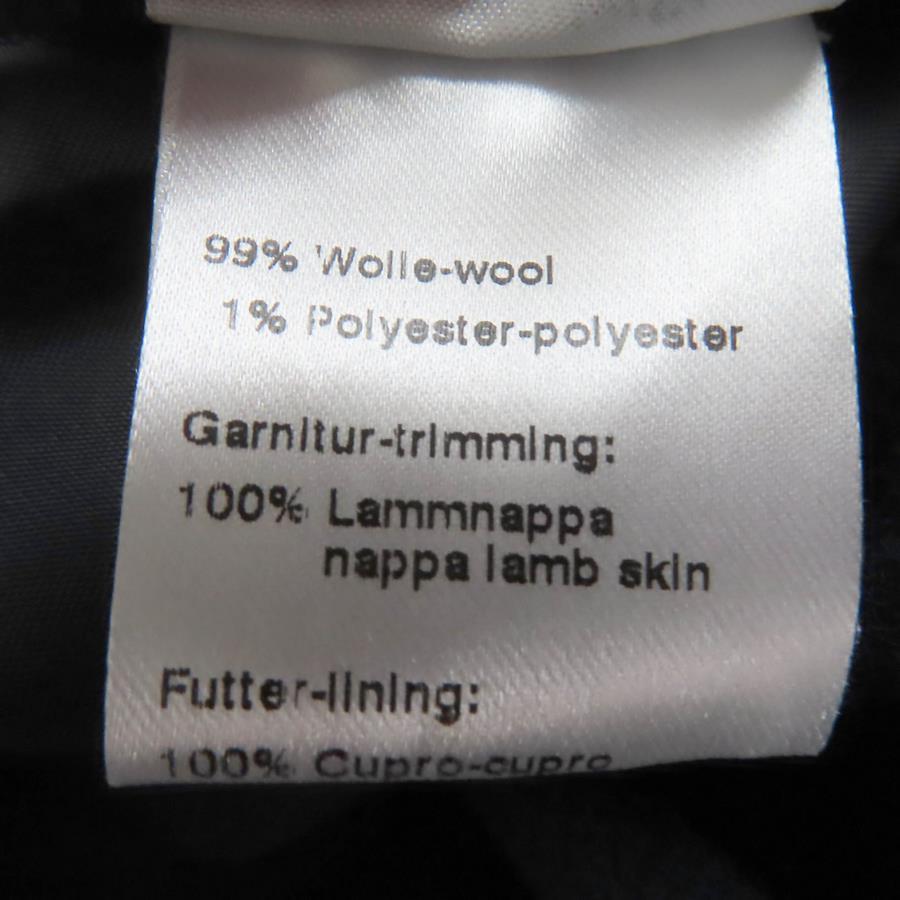 99% Wolle-wool
1% Polyester-polyester
Garnitur-trimming:
100% Lammnappa
nappa lamb skin
Futter-lining:
100% Cupro-cupro